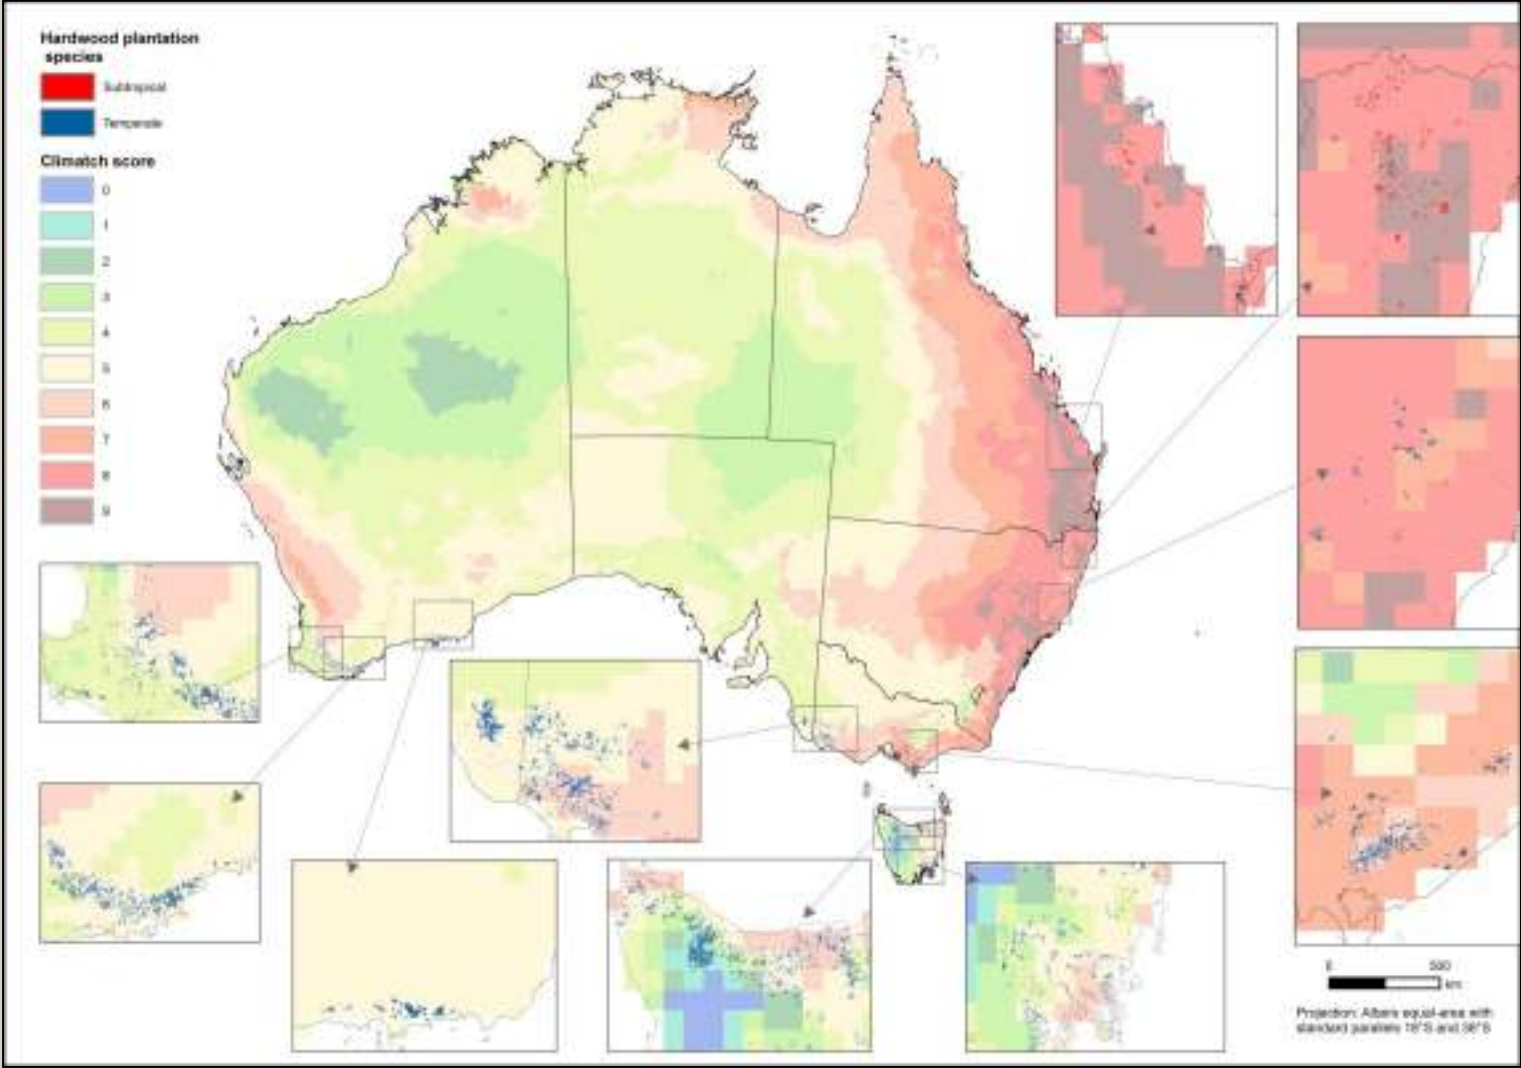 Hardwood plantation
species
Subtropical
Temperate
Climatch score
0
1
2
3
4
5
6
7
8
9
0 500
km
Projection: Albers equal-area with
standard parallels 18°S and 36°S